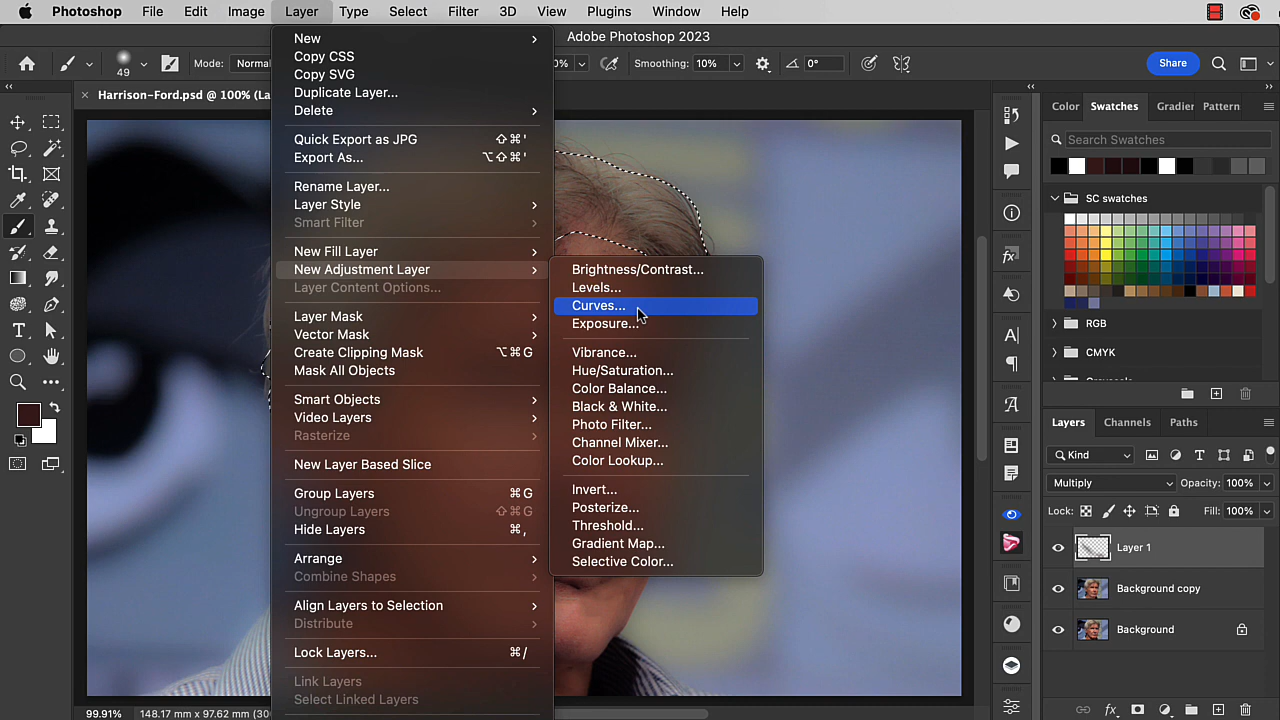 Photoshop File Edit Image Layer Type Select Filter 3D View Plugins Window Help
Adobe Photoshop 2023
49 Mode: Norma 0% Smoothing: 10% 0° Share
× Harrison-Ford.psd @ 100% (La
New
Copy CSS
Copy SVG
Duplicate Layer...
Delete
Quick Export as JPG ⇧⌘'
Export As... ⌥⇧⌘'
Rename Layer...
Layer Style
Smart Filter
New Fill Layer
New Adjustment Layer
Layer Content Options...
Layer Mask
Vector Mask
Create Clipping Mask ⌥⌘G
Mask All Objects
Smart Objects
Video Layers
Rasterize
New Layer Based Slice
Group Layers ⌘G
Ungroup Layers ⇧⌘G
Hide Layers ⌘,
Arrange
Combine Shapes
Align Layers to Selection
Distribute
Lock Layers... ⌘/
Link Layers
Select Linked Layers
Brightness/Contrast...
Levels...
Curves...
Exposure...
Vibrance...
Hue/Saturation...
Color Balance...
Black & White...
Photo Filter...
Channel Mixer...
Color Lookup...
Invert...
Posterize...
Threshold...
Gradient Map...
Selective Color...
Color Swatches Gradier Pattern
Search Swatches
SC swatches
RGB
CMYK
Layers Channels Paths
Kind
Multiply Opacity: 100%
Lock: Fill: 100%
Layer 1
Background copy
Background
99.91% 148.17 mm x 97.62 mm (30